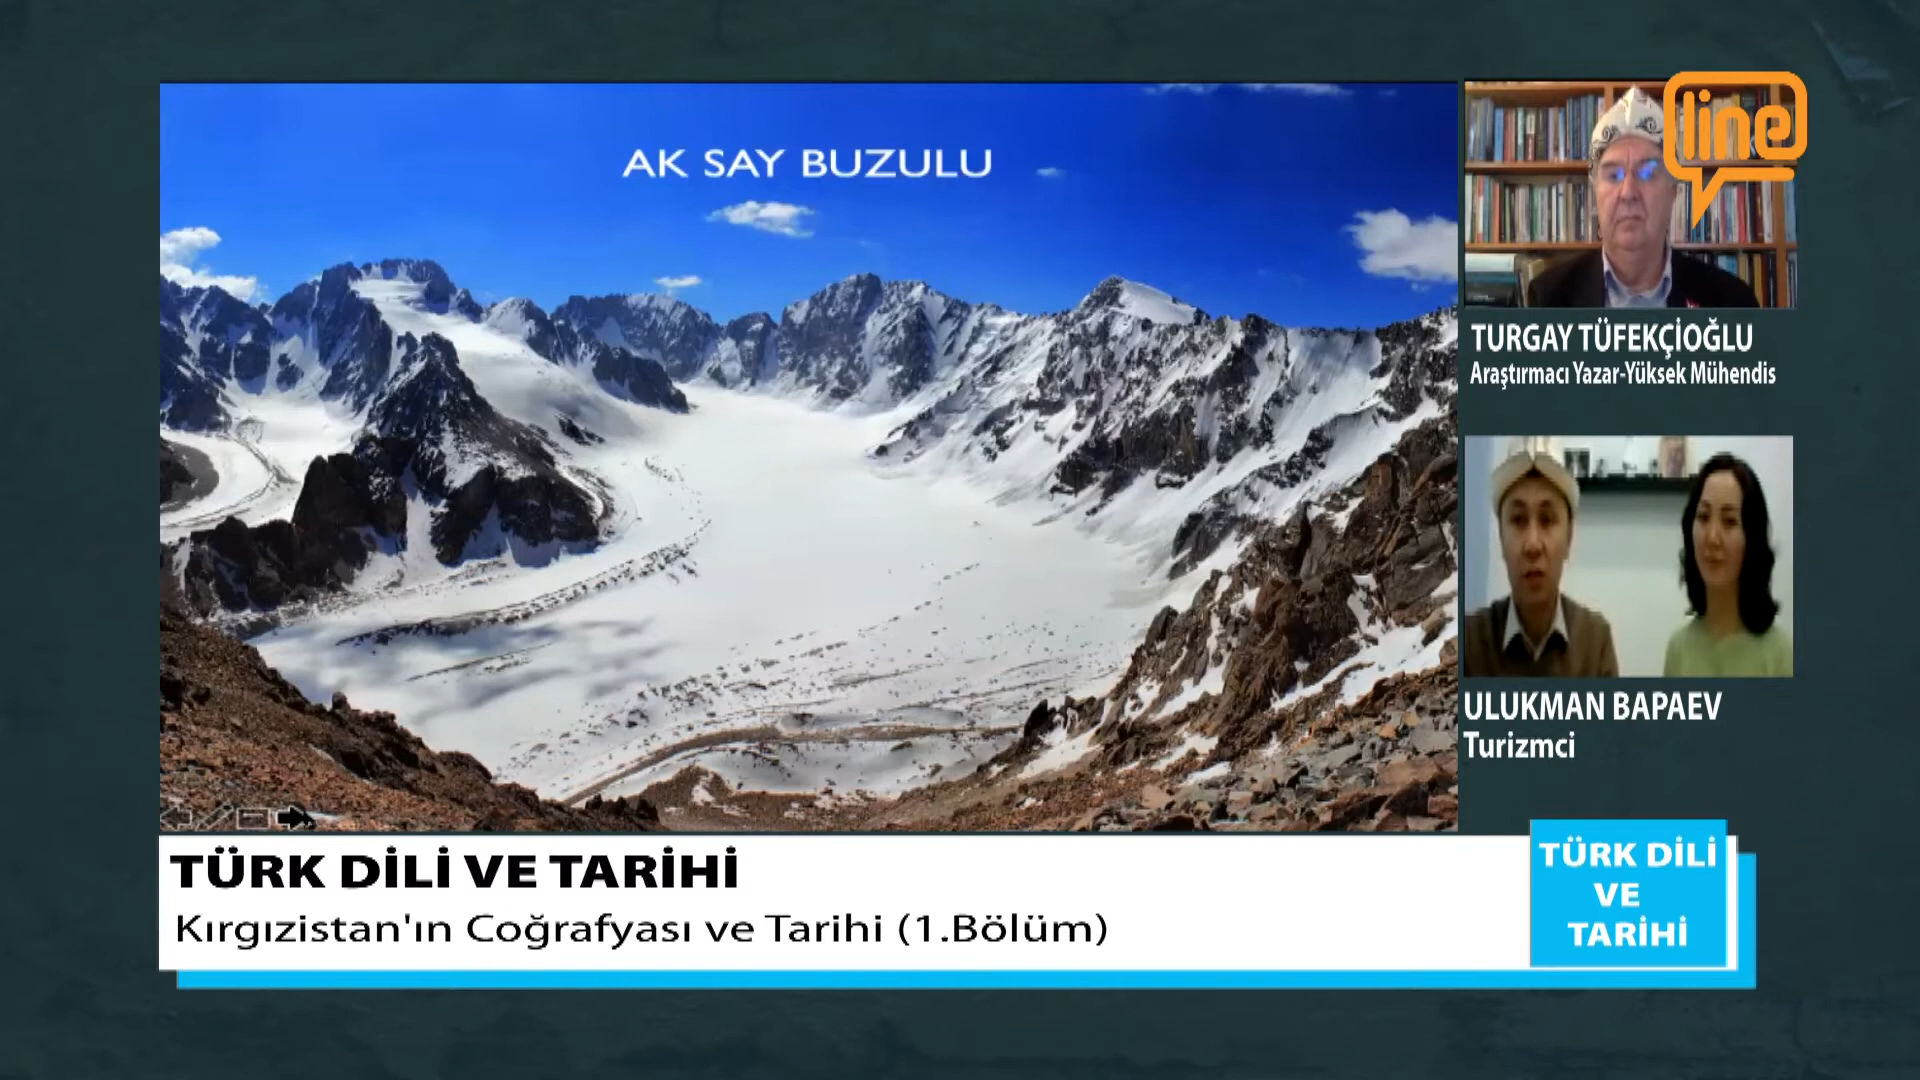 AK SAY BUZULU
line
TURGAY TÜFEKÇİOĞLU
Araştırmacı Yazar-Yüksek Mühendis
ULUKMAN BAPAEV
Turizmci
TÜRK DİLİ VE TARİHİ
Kırgızistan'ın Coğrafyası ve Tarihi (1.Bölüm)
TÜRK DİLİ
VE
TARİHİ